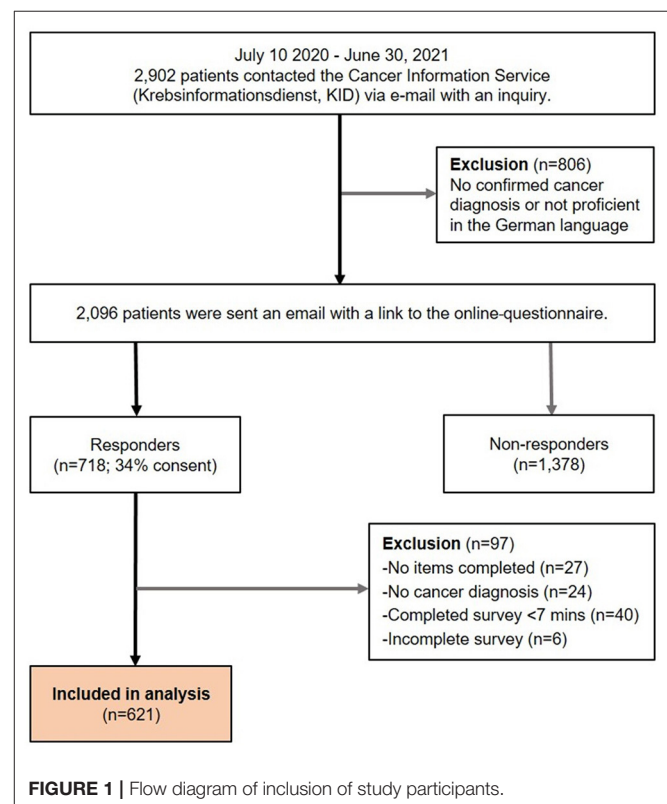 July 10 2020 - June 30, 2021
2,902 patients contacted the Cancer Information Service
(Krebsinformationsdienst, KID) via e-mail with an inquiry.
Exclusion (n=806)
No confirmed cancer
diagnosis or not proficient
in the German language
2,096 patients were sent an email with a link to the online-questionnaire.
Responders
(n=718; 34% consent)
Non-responders
(n=1,378)
Exclusion (n=97)
-No items completed (n=27)
-No cancer diagnosis (n=24)
-Completed survey <7 mins (n=40)
-Incomplete survey (n=6)
Included in analysis
(n=621)
FIGURE 1 | Flow diagram of inclusion of study participants.